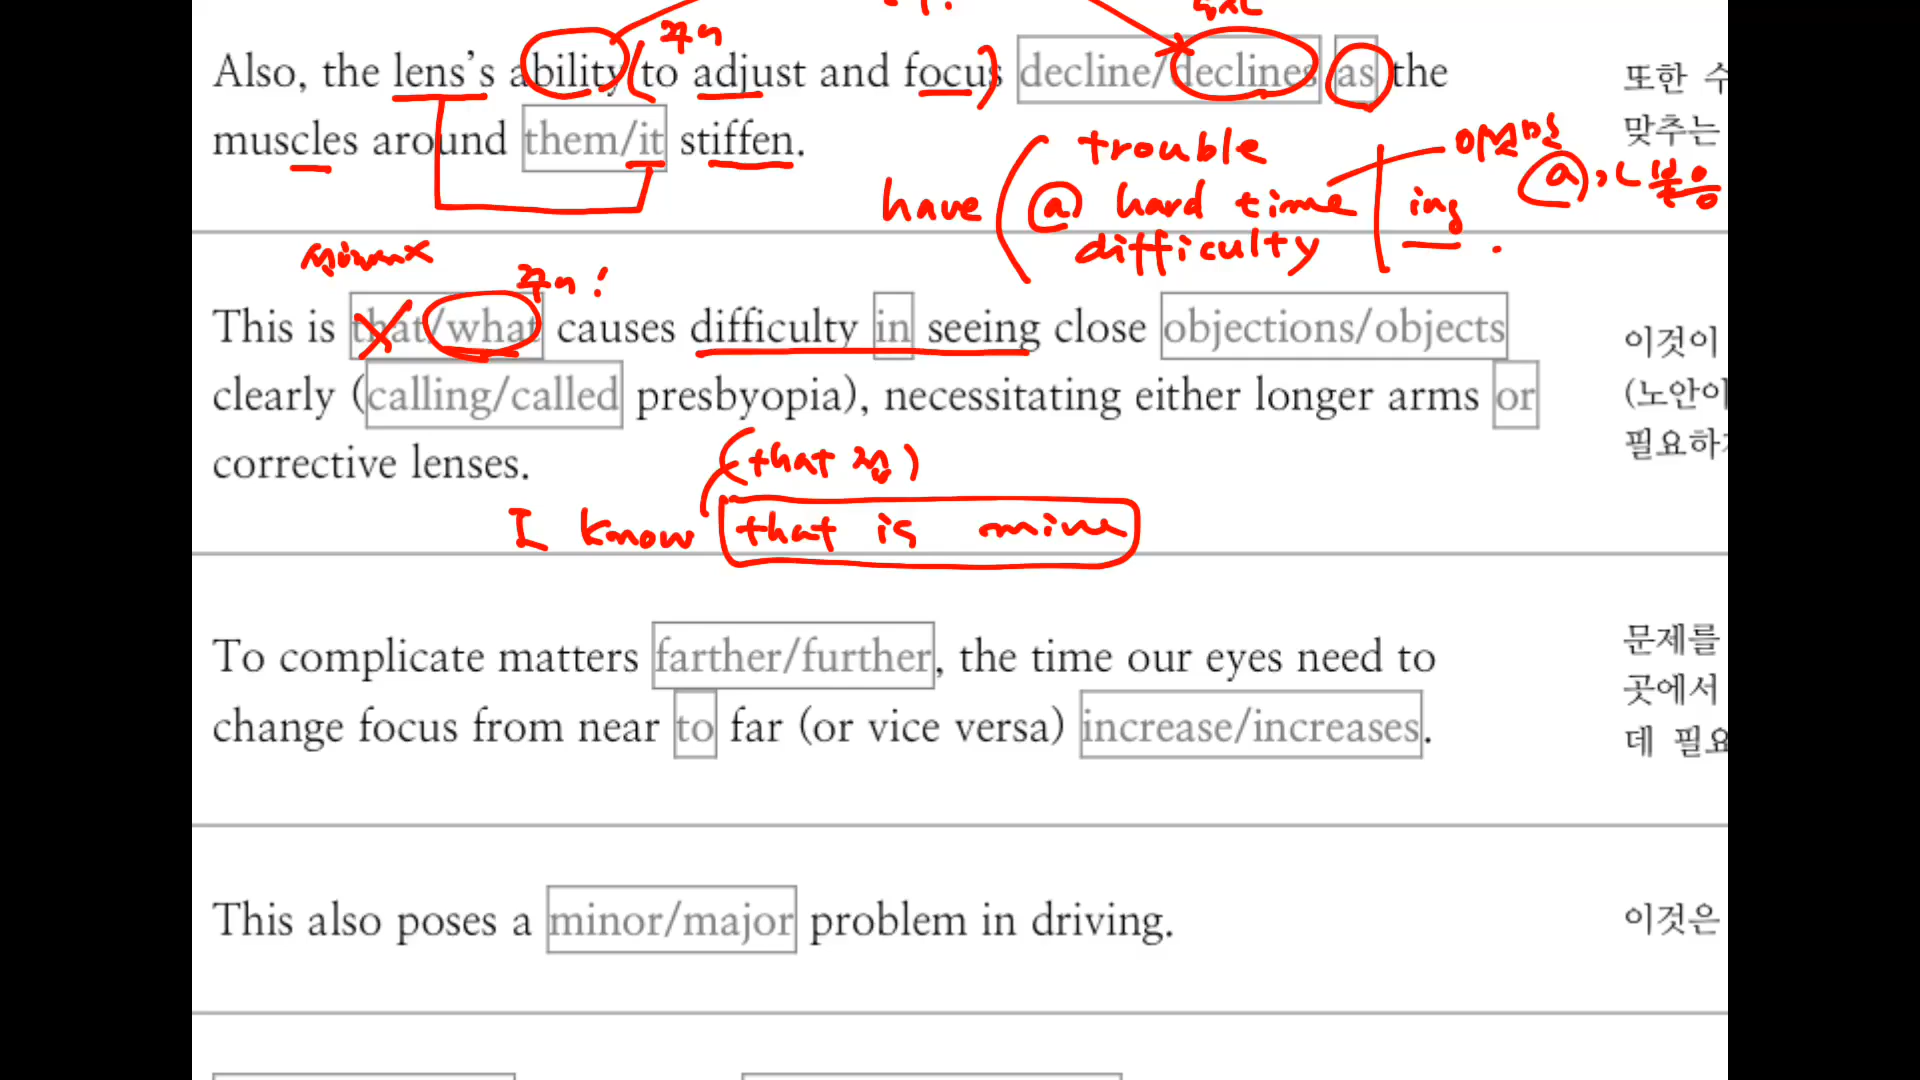 Also, the lens's ability (to adjust and focus) decline/declines as the
muscles around them/it stiffen.
또한 수
맞추는
have ( trouble
ⓐ hard time
difficulty
ing
ⓐ
This is that/what causes difficulty in seeing close objections/objects
clearly (calling/called presbyopia), necessitating either longer arms or
corrective lenses.
이것이
(노안이
필요하
(that 절)
I know that is mine
To complicate matters farther/further, the time our eyes need to
change focus from near to far (or vice versa) increase/increases.
문제를
곳에서
데 필요
This also poses a minor/major problem in driving.
이것은